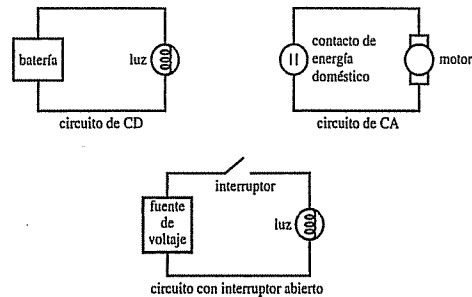 batería
luz
circuito de CD
contacto de
energía
doméstico
motor
circuito de CA
interruptor
fuente
de
voltaje
luz
circuito con interruptor abierto